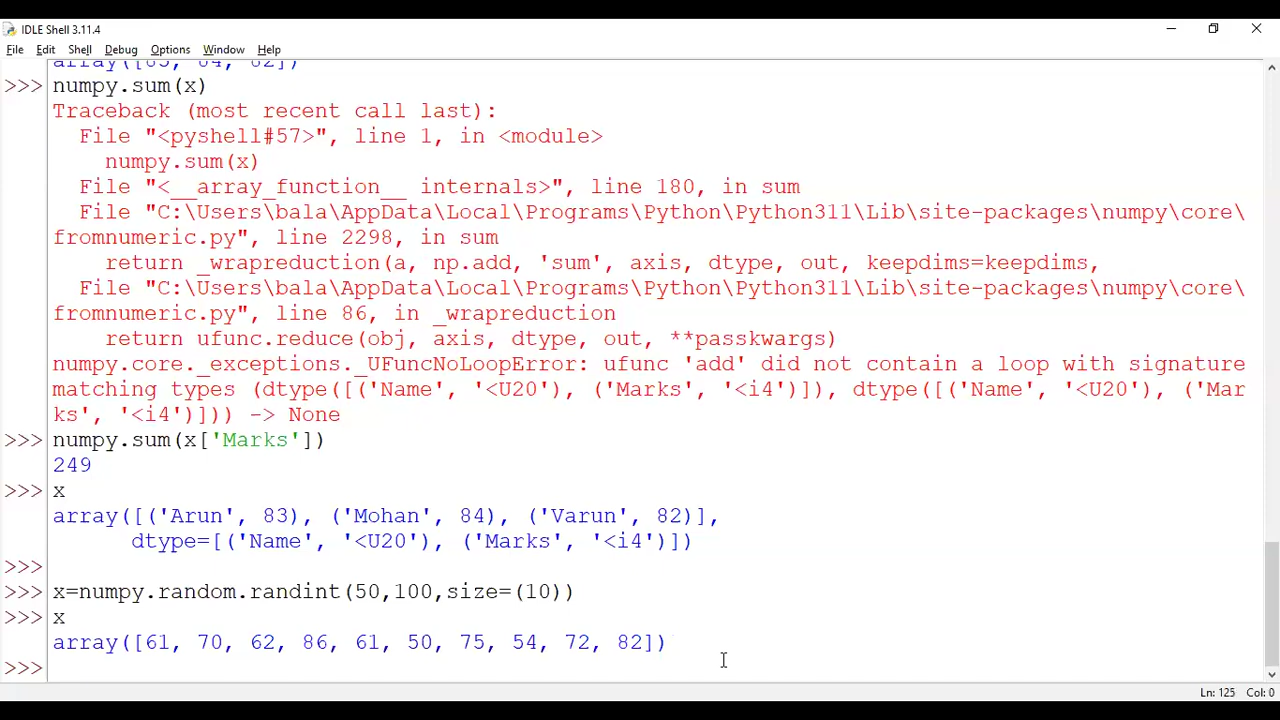 IDLE Shell 3.11.4
File Edit Shell Debug Options Window Help
>>> numpy.sum(x)
Traceback (most recent call last):
  File "<pyshell#57>", line 1, in <module>
    numpy.sum(x)
  File "<__array_function__ internals>", line 180, in sum
  File "C:\Users\bala\AppData\Local\Programs\Python\Python311\Lib\site-packages\numpy\core\
fromnumeric.py", line 2298, in sum
    return _wrapreduction(a, np.add, 'sum', axis, dtype, out, keepdims=keepdims,
  File "C:\Users\bala\AppData\Local\Programs\Python\Python311\Lib\site-packages\numpy\core\
fromnumeric.py", line 86, in _wrapreduction
    return ufunc.reduce(obj, axis, dtype, out, **passkwargs)
numpy.core._exceptions._UFuncNoLoopError: ufunc 'add' did not contain a loop with signature
matching types (dtype([('Name', '<U20'), ('Marks', '<i4')]), dtype([('Name', '<U20'), ('Mar
ks', '<i4')])) -> None
>>> numpy.sum(x['Marks'])
249
>>> x
array([('Arun', 83), ('Mohan', 84), ('Varun', 82)],
      dtype=[('Name', '<U20'), ('Marks', '<i4')])
>>>
>>> x=numpy.random.randint(50,100,size=(10))
>>> x
array([61, 70, 62, 86, 61, 50, 75, 54, 72, 82])
>>>
Ln: 125 Col: 0